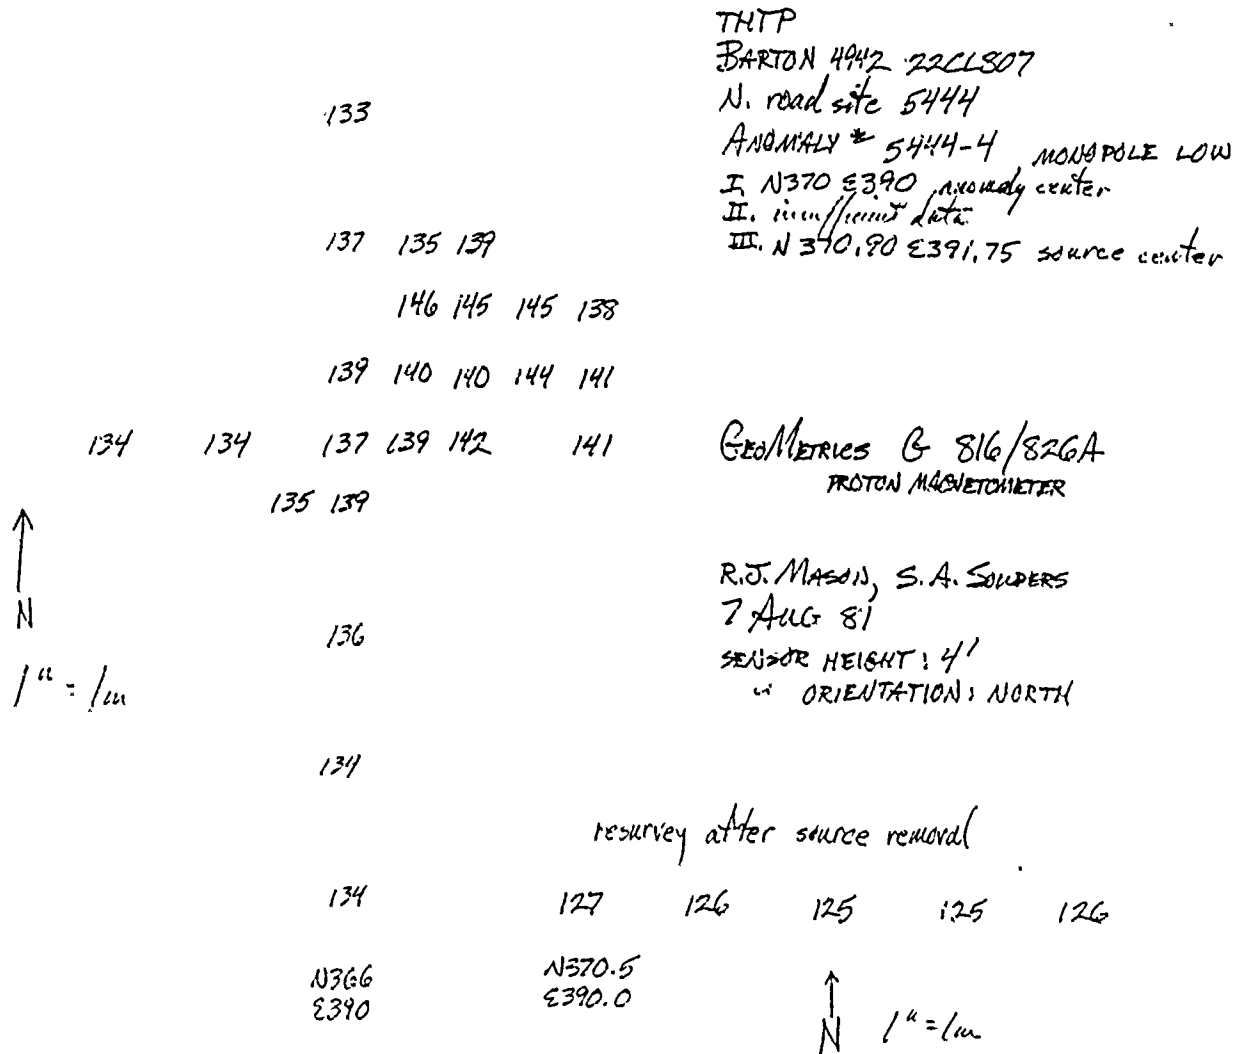 THTP
BARTON 4942 22CL807
N. road site 5444
ANOMALY # 5444-4 MONOPOLE LOW
I. N370 E390 anomaly center
II. insufficient data
III. N 370.90 E391.75 source center
133
137 135 139
146 145 145 138
139 140 140 144 141
134 134 137 139 142 141
135 139
136
134
134
N366
E390
N
1" = 1m
GEOMETRICS G 816/826A
PROTON MAGNETOMETER
R.J. MASON, S.A. SOUDERS
7 AUG 81
SENSOR HEIGHT: 4'
" ORIENTATION: NORTH
resurvey after source removal
127 126 125 125 126
N370.5
E390.0
N 1" = 1m